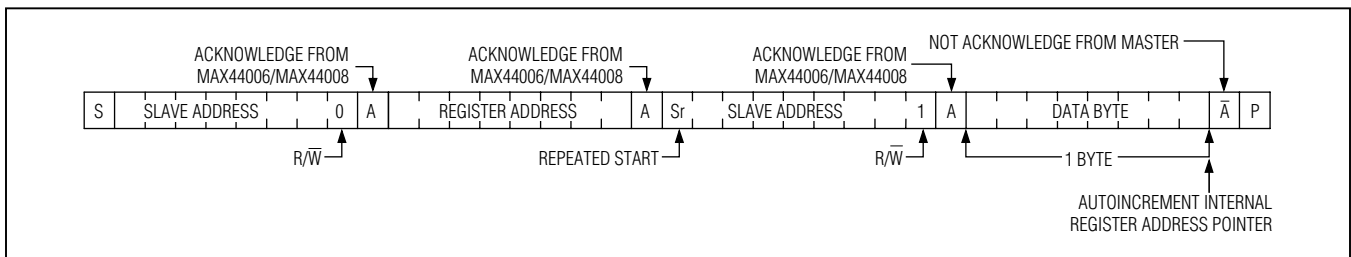 ACKNOWLEDGE FROM
MAX44006/MAX44008
ACKNOWLEDGE FROM
MAX44006/MAX44008
ACKNOWLEDGE FROM
MAX44006/MAX44008
NOT ACKNOWLEDGE FROM MASTER
S SLAVE ADDRESS 0 A REGISTER ADDRESS A Sr SLAVE ADDRESS 1 A DATA BYTE A̅ P
R/W̅ REPEATED START R/W̅ 1 BYTE
AUTOINCREMENT INTERNAL
REGISTER ADDRESS POINTER